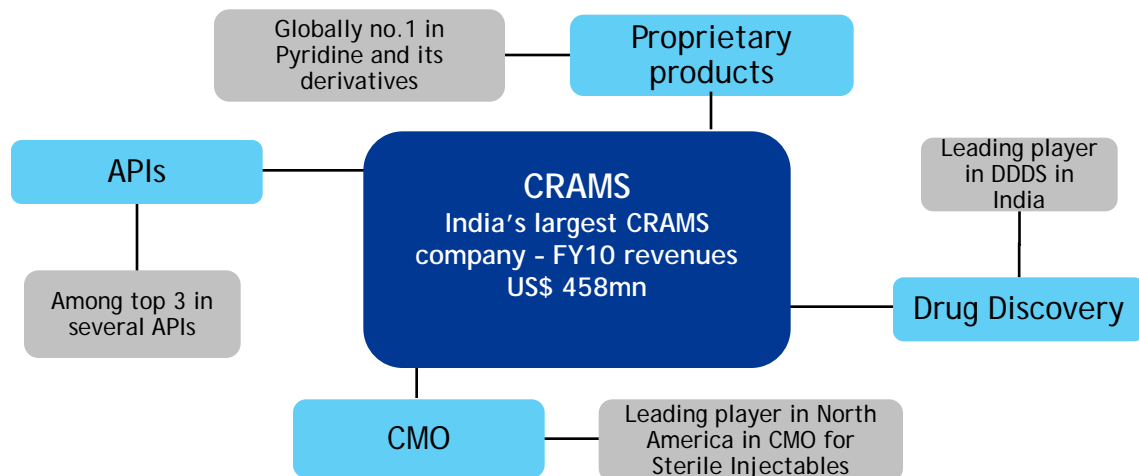 Globally no.1 in
Pyridine and its
derivatives
Proprietary
products
APIs
Among top 3 in
several APIs
CRAMS
India’s largest CRAMS
company - FY10 revenues
US$ 458mn
Leading player
in DDDS in
India
Drug Discovery
CMO
Leading player in North
America in CMO for
Sterile Injectables